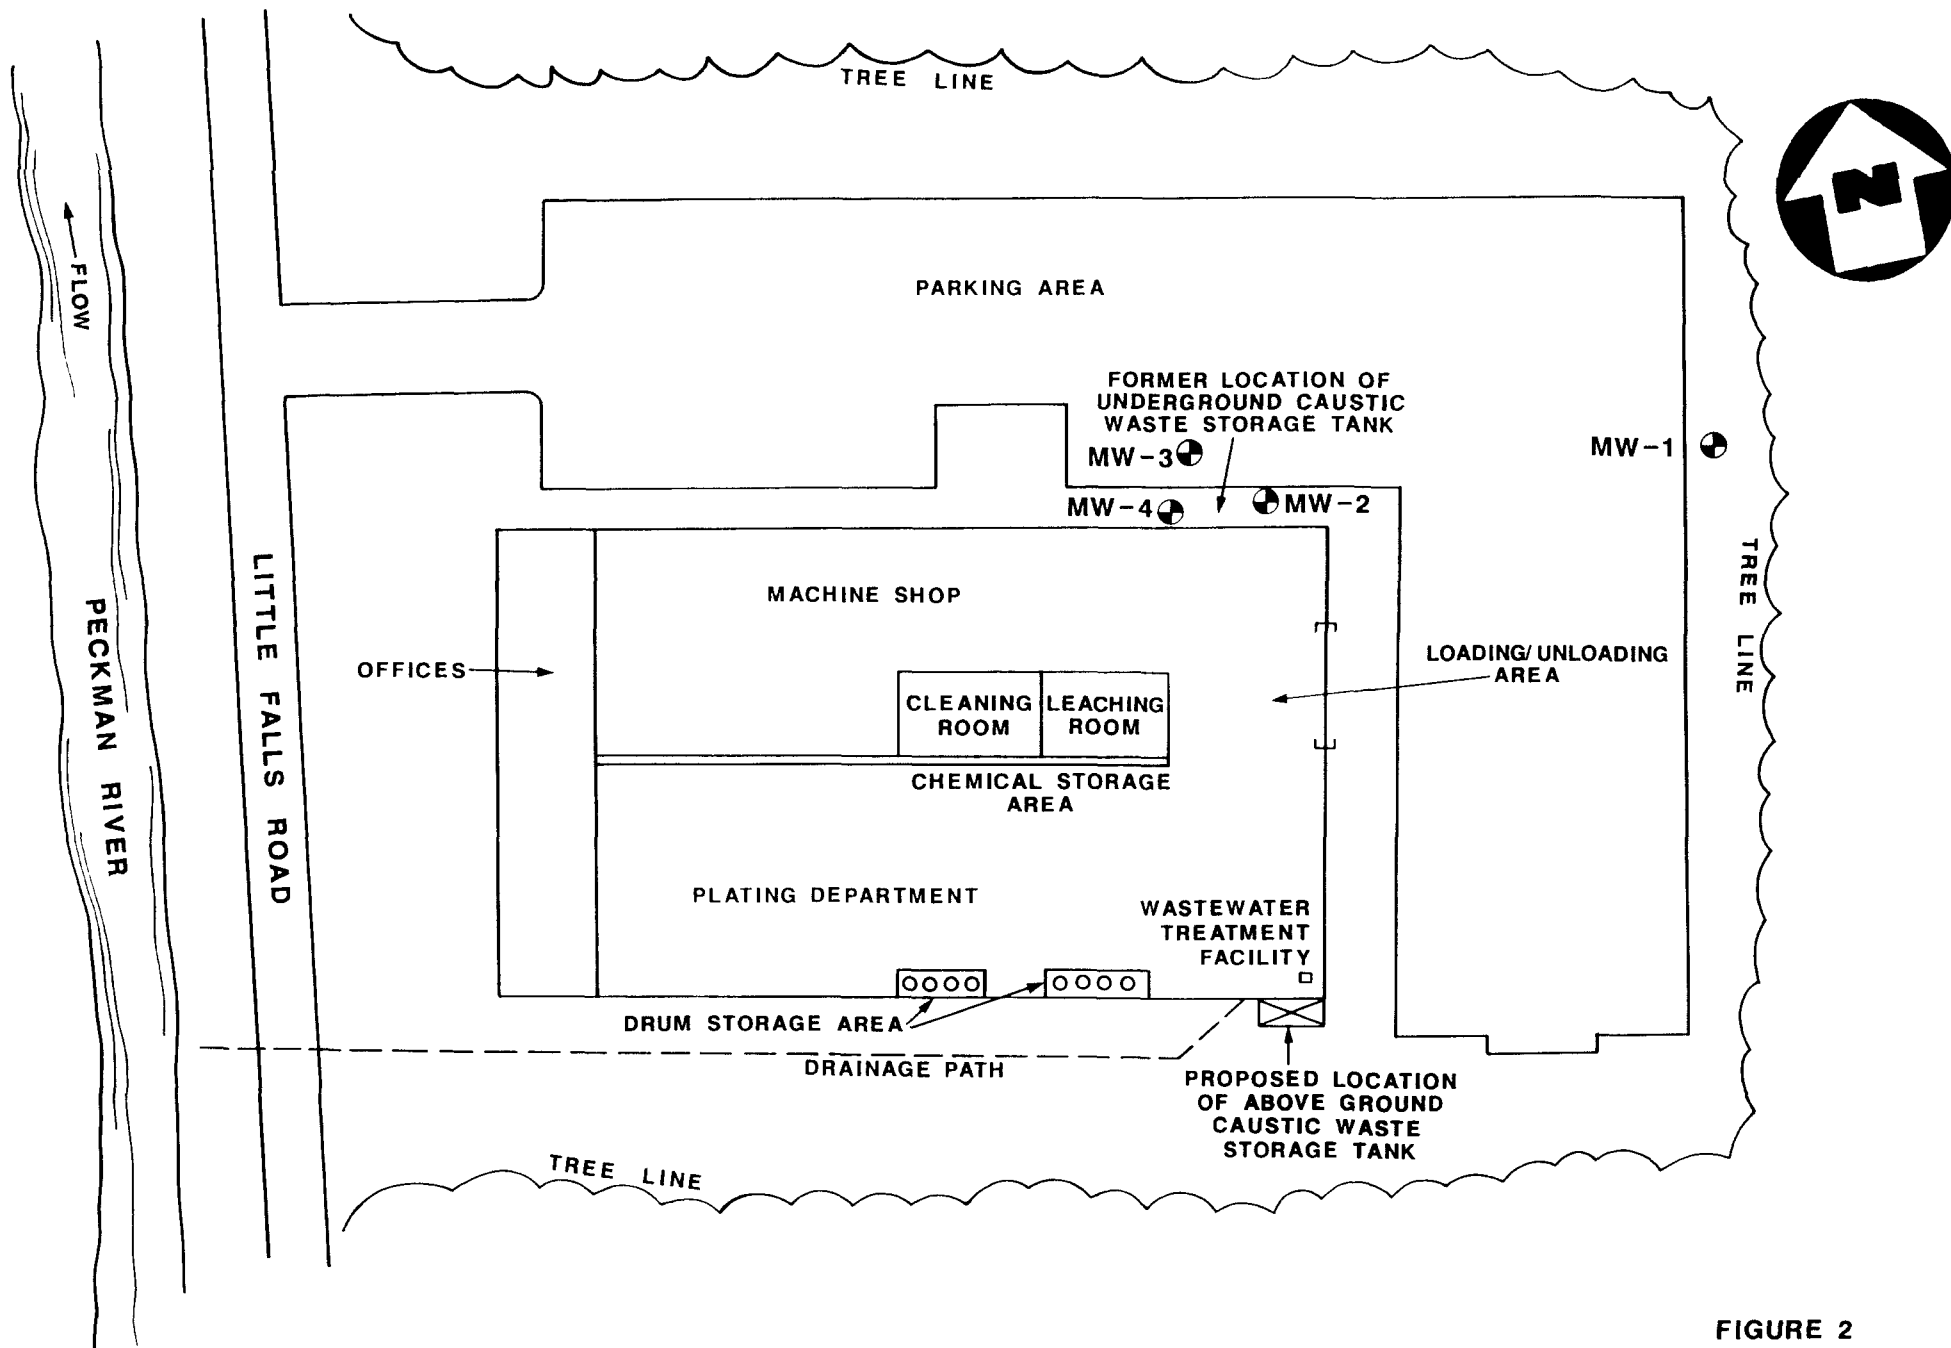 TREE LINE
N
PARKING AREA
FLOW
FORMER LOCATION OF
UNDERGROUND CAUSTIC
WASTE STORAGE TANK
MW-3
MW-1
MW-4
MW-2
TREE LINE
LITTLE FALLS ROAD
PECKMAN RIVER
MACHINE SHOP
OFFICES
LOADING/UNLOADING
AREA
CLEANING
ROOM
LEACHING
ROOM
CHEMICAL STORAGE
AREA
PLATING DEPARTMENT
WASTEWATER
TREATMENT
FACILITY
DRUM STORAGE AREA
DRAINAGE PATH
PROPOSED LOCATION
OF ABOVE GROUND
CAUSTIC WASTE
STORAGE TANK
TREE LINE
FIGURE 2